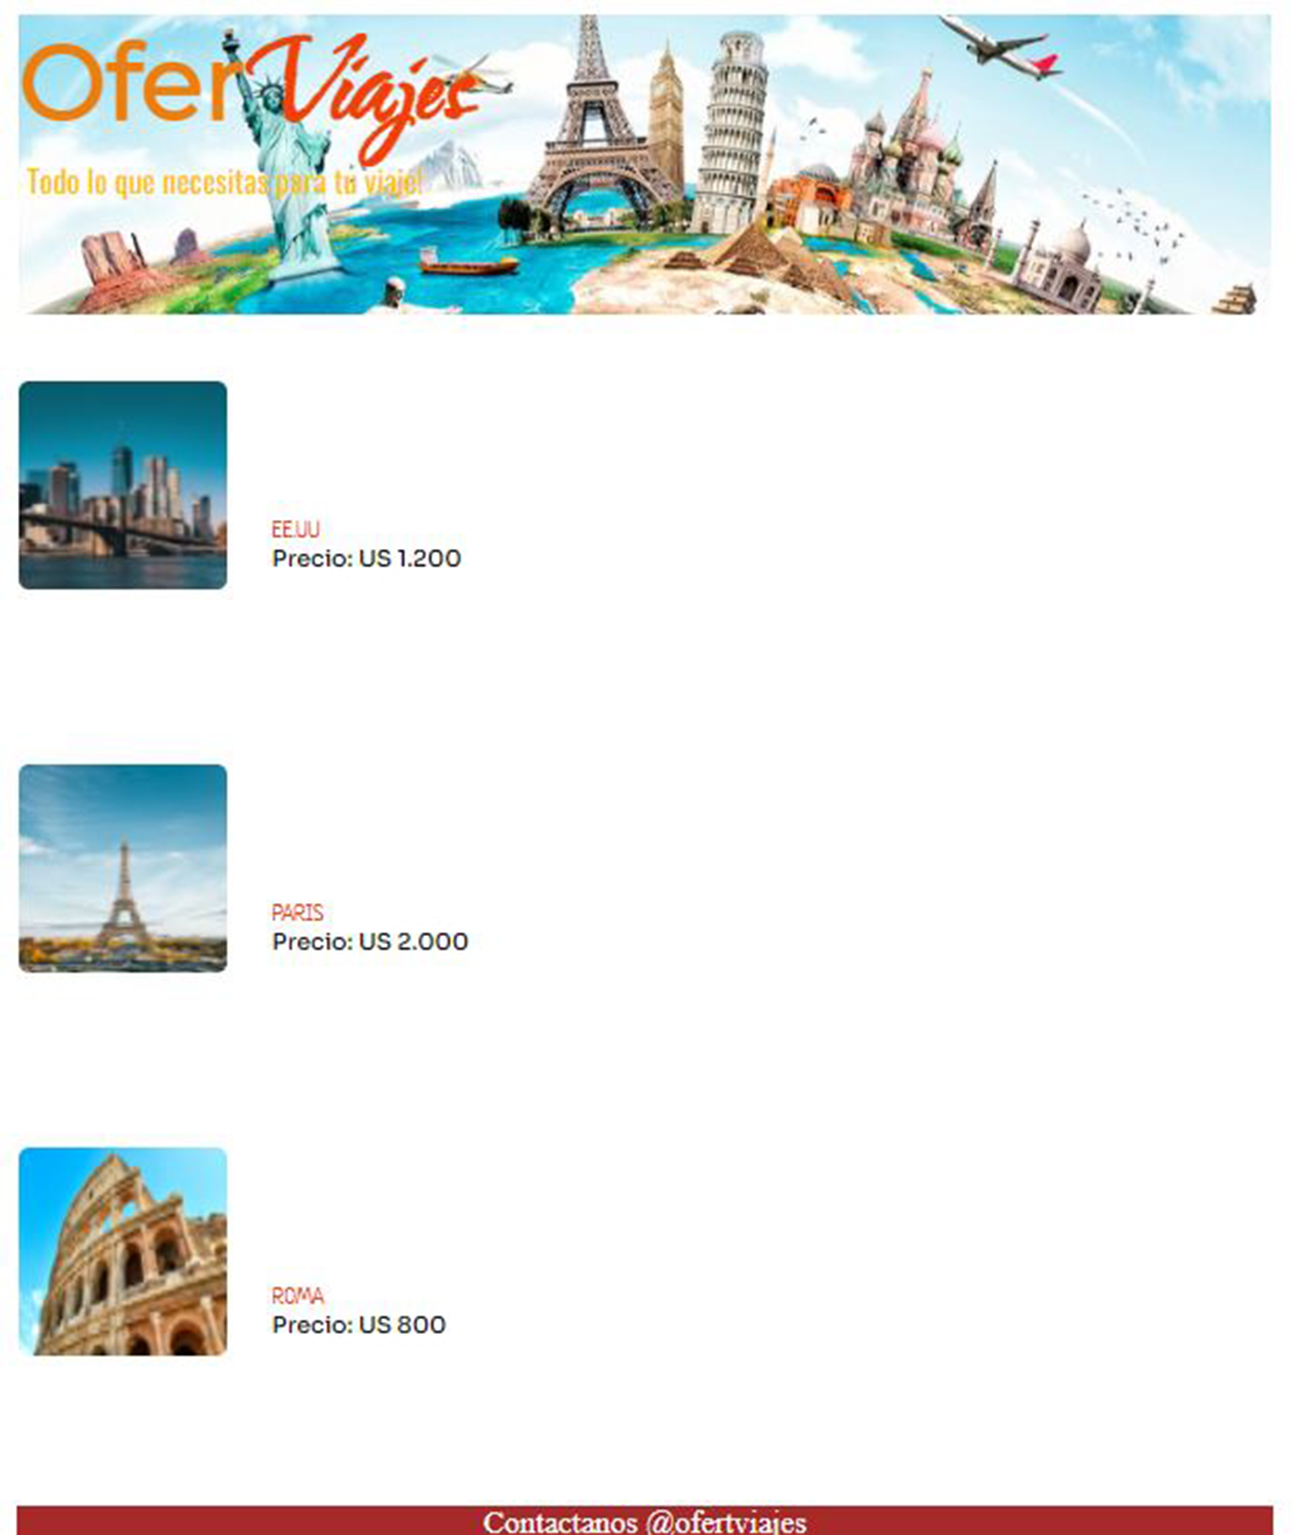 OferViajes
Todo lo que necesitas para tu viaje!
EE.UU
Precio: US 1.200
PARIS
Precio: US 2.000
ROMA
Precio: US 800
Contactanos @ofertviajes